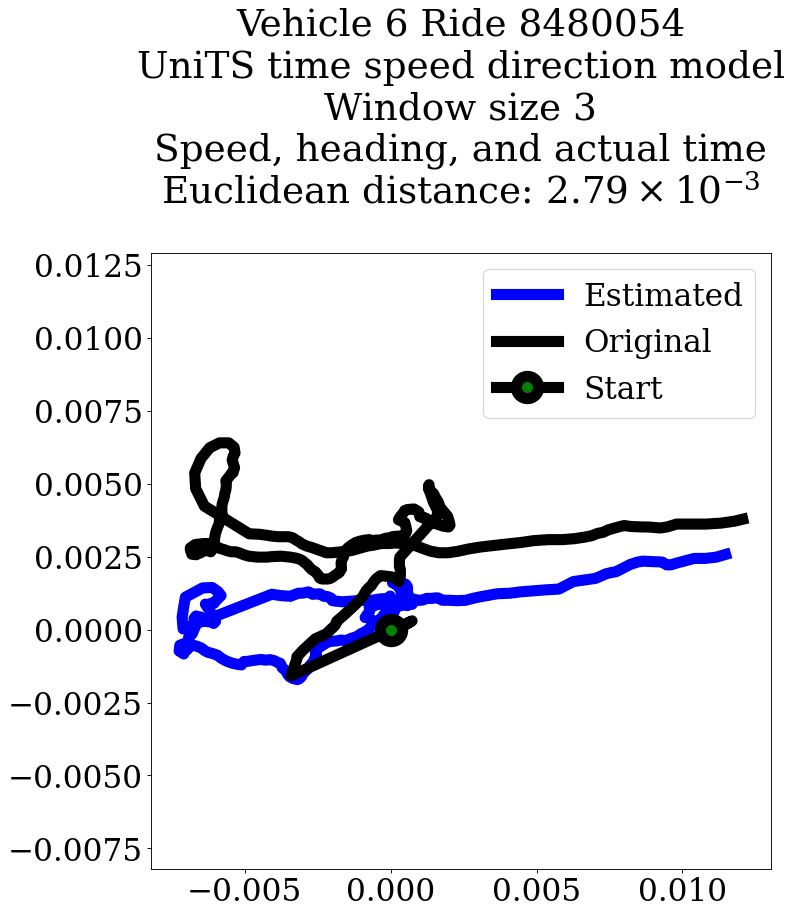 Vehicle 6 Ride 8480054
UniTS time speed direction model
Window size 3
Speed, heading, and actual time
Euclidean distance: 2.79 × 10⁻³
Estimated
Original
Start
0.0125
0.0100
0.0075
0.0050
0.0025
0.0000
−0.0025
−0.0050
−0.0075
−0.005 0.000 0.005 0.010